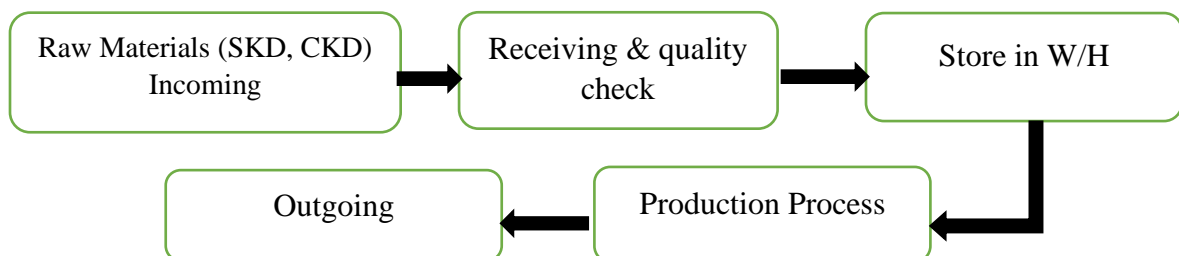 Raw Materials (SKD, CKD)
Incoming
Receiving & quality
check
Store in W/H
Production Process
Outgoing